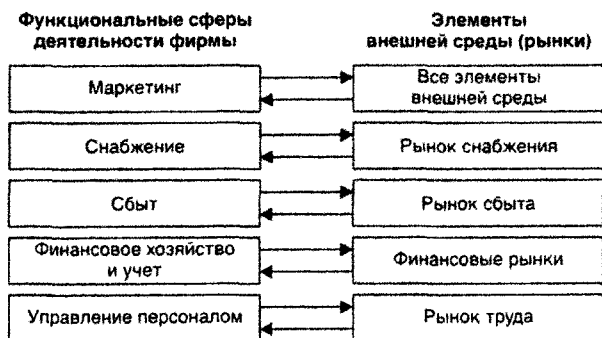 Функциональные сферы
деятельности фирмы
Элементы
внешней среды (рынки)
Маркетинг
Все элементы
внешней среды
Снабжение
Рынок снабжения
Сбыт
Рынок сбыта
Финансовое хозяйство
и учет
Финансовые рынки
Управление персоналом
Рынок труда